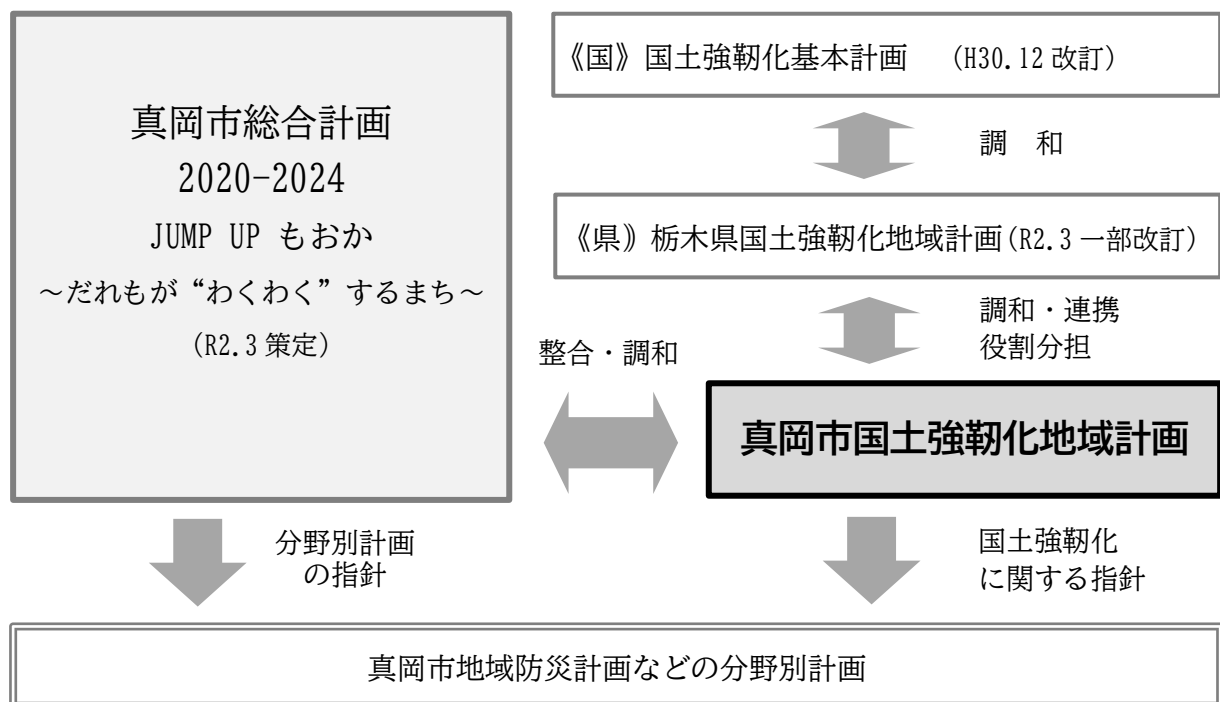 真岡市総合計画
2020-2024
JUMP UP もおか
～だれもが“わくわく”するまち～
(R2.3 策定)
《国》国土強靭化基本計画 (H30.12 改訂)
調 和
《県》栃木県国土強靭化地域計画(R2.3 一部改訂)
調和・連携
役割分担
整合・調和
真岡市国土強靭化地域計画
分野別計画
の指針
国土強靭化
に関する指針
真岡市地域防災計画などの分野別計画